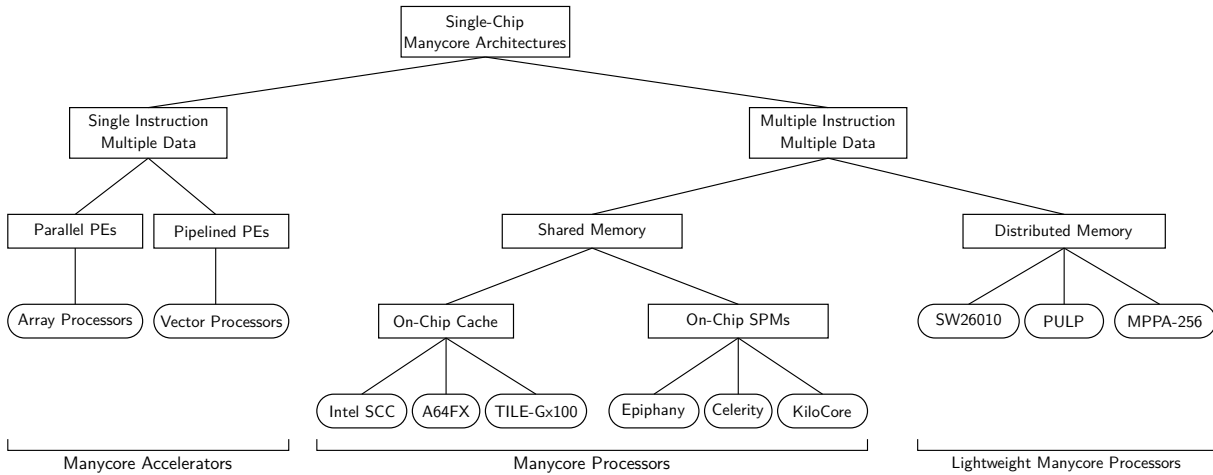 Single-Chip
Manycore Architectures
Single Instruction
Multiple Data
Multiple Instruction
Multiple Data
Parallel PEs
Pipelined PEs
Shared Memory
Distributed Memory
Array Processors
Vector Processors
On-Chip Cache
On-Chip SPMs
SW26010
PULP
MPPA-256
Intel SCC
A64FX
TILE-Gx100
Epiphany
Celerity
KiloCore
Manycore Accelerators
Manycore Processors
Lightweight Manycore Processors